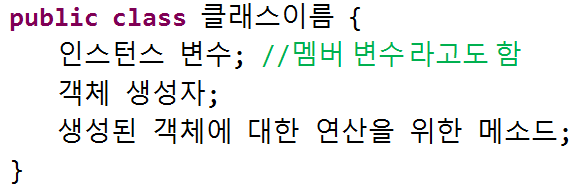 public class 클래스이름 {
인스턴스 변수; //멤버 변수라고도 함
객체 생성자;
생성된 객체에 대한 연산을 위한 메소드;
}